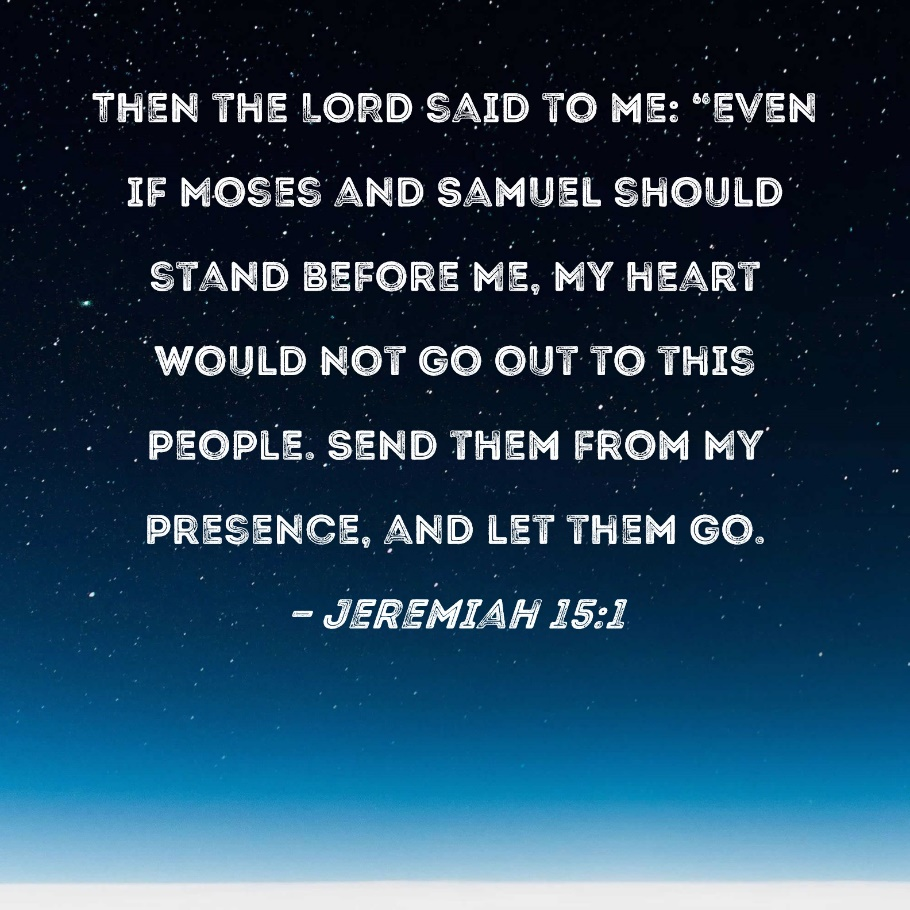 THEN THE LORD SAID TO ME: “EVEN
IF MOSES AND SAMUEL SHOULD
STAND BEFORE ME, MY HEART
WOULD NOT GO OUT TO THIS
PEOPLE. SEND THEM FROM MY
PRESENCE, AND LET THEM GO.
– JEREMIAH 15:1